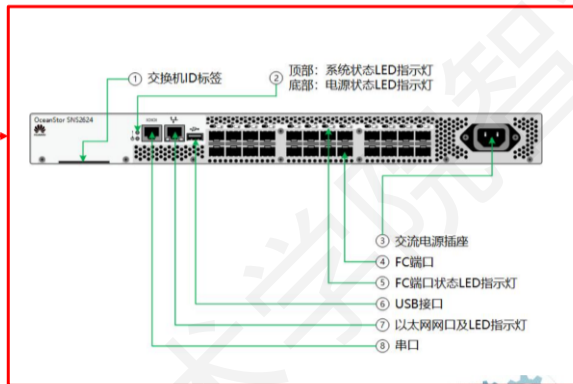 ① 交换机ID标签
② 顶部：系统状态LED指示灯
底部：电源状态LED指示灯
OceanStor SNS2624
③ 交流电源插座
④ FC端口
⑤ FC端口状态LED指示灯
⑥ USB接口
⑦ 以太网网口及LED指示灯
⑧ 串口